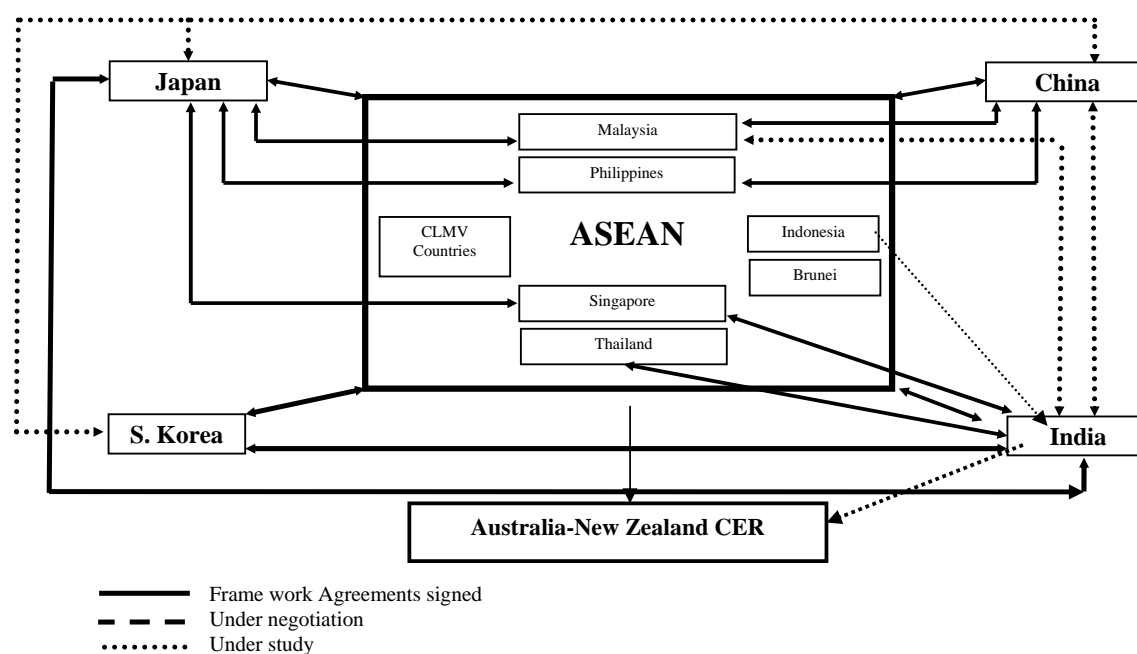 Japan
China
Malaysia
Philippines
CLMV
Countries
ASEAN
Indonesia
Brunei
Singapore
Thailand
S. Korea
India
Australia-New Zealand CER
Frame work Agreements signed
Under negotiation
Under study